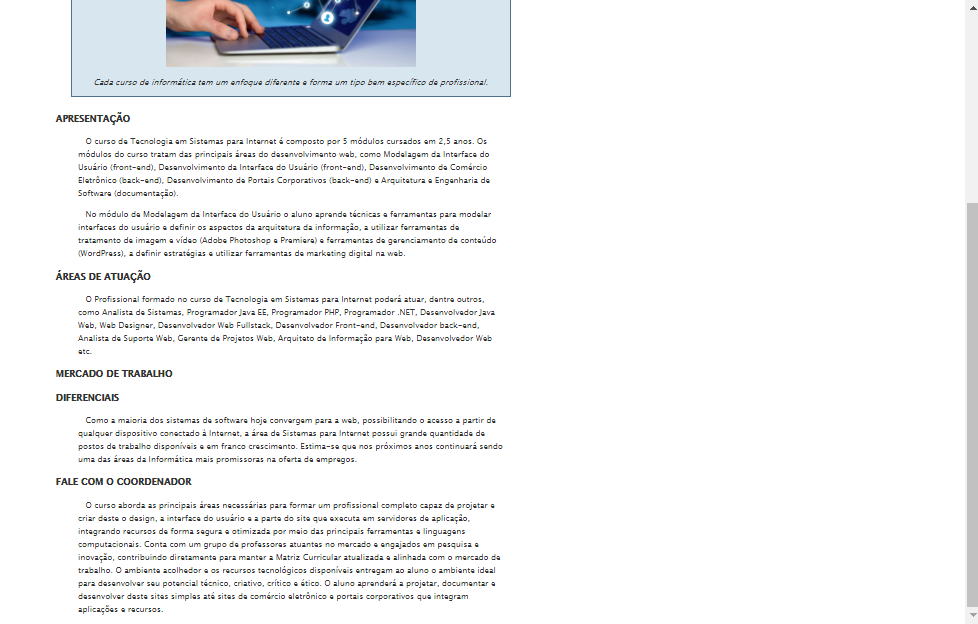 Cada curso de informática tem um enfoque diferente e forma um tipo bem específico de profissional.
APRESENTAÇÃO
O curso de Tecnologia em Sistemas para Internet é composto por 5 módulos cursados em 2,5 anos. Os
módulos do curso tratam das principais áreas do desenvolvimento web, como Modelagem da Interface do
Usuário (front-end), Desenvolvimento da Interface do Usuário (front-end), Desenvolvimento de Comércio
Eletrônico (back-end), Desenvolvimento de Portais Corporativos (back-end) e Arquitetura e Engenharia de
Software (documentação).
No módulo de Modelagem da Interface do Usuário o aluno aprende técnicas e ferramentas para modelar
interfaces do usuário e definir os aspectos da arquitetura da informação, a utilizar ferramentas de
tratamento de imagem e vídeo (Adobe Photoshop e Premiere) e ferramentas de gerenciamento de conteúdo
(WordPress), a definir estratégias e utilizar ferramentas de marketing digital na web.
ÁREAS DE ATUAÇÃO
O Profissional formado no curso de Tecnologia em Sistemas para Internet poderá atuar, dentre outros,
como Analista de Sistemas, Programador Java EE, Programador PHP, Programador .NET, Desenvolvedor Java
Web, Web Designer, Desenvolvedor Web Fullstack, Desenvolvedor Front-end, Desenvolvedor back-end,
Analista de Suporte Web, Gerente de Projetos Web, Arquiteto de Informação para Web, Desenvolvedor Web
etc.
MERCADO DE TRABALHO
DIFERENCIAIS
Como a maioria dos sistemas de software hoje convergem para a web, possibilitando o acesso a partir de
qualquer dispositivo conectado à Internet, a área de Sistemas para Internet possui grande quantidade de
postos de trabalho disponíveis e em franco crescimento. Estima-se que nos próximos anos continuará sendo
uma das áreas da Informática mais promissoras na oferta de empregos.
FALE COM O COORDENADOR
O curso aborda as principais áreas necessárias para formar um profissional completo capaz de projetar e
criar deste o design, a interface do usuário e a parte do site que executa em servidores de aplicação,
integrando recursos de forma segura e otimizada por meio das principais ferramentas e linguagens
computacionais. Conta com um grupo de professores atuantes no mercado e engajados em pesquisa e
inovação, contribuindo diretamente para manter a Matriz Curricular atualizada e alinhada com o mercado de
trabalho. O ambiente acolhedor e os recursos tecnológicos disponíveis entregam ao aluno o ambiente ideal
para desenvolver seu potencial técnico, criativo, crítico e ético. O aluno aprenderá a projetar, documentar e
desenvolver deste sites simples até sites de comércio eletrônico e portais corporativos que integram
aplicações e recursos.